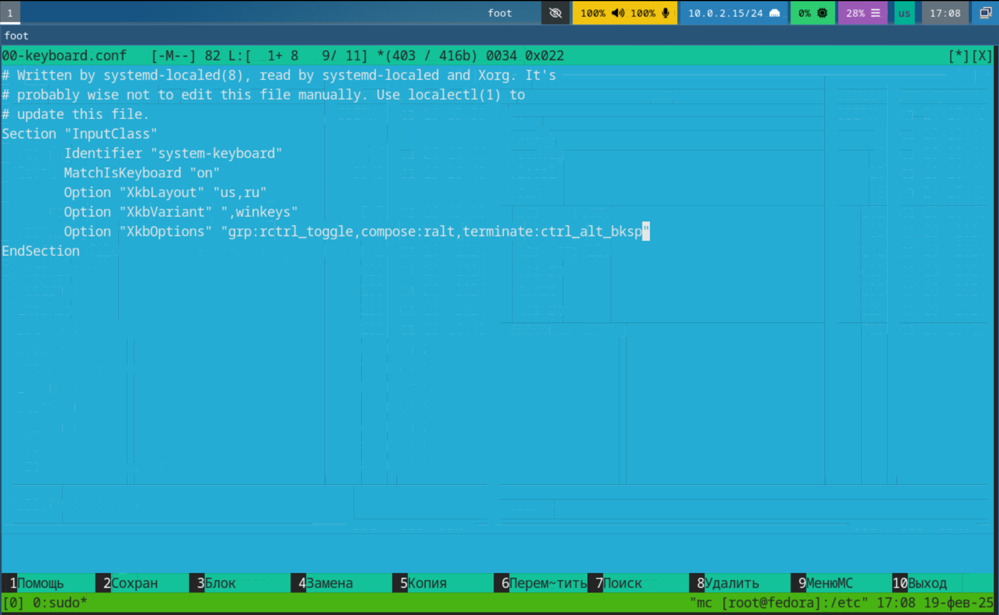 1 foot 100% 100% 10.0.2.15/24 0% 28% us 17:08
foot
00-keyboard.conf [-M--] 82 L:[ 1+ 8 9/ 11] *(403 / 416b) 0034 0x022 [*][X]
# Written by systemd-localed(8), read by systemd-localed and Xorg. It's
# probably wise not to edit this file manually. Use localectl(1) to
# update this file.
Section "InputClass"
        Identifier "system-keyboard"
        MatchIsKeyboard "on"
        Option "XkbLayout" "us,ru"
        Option "XkbVariant" ",winkeys"
        Option "XkbOptions" "grp:rctrl_toggle,compose:ralt,terminate:ctrl_alt_bksp"
EndSection
1Помощь 2Сохран 3Блок 4Замена 5Копия 6Перем~тить 7Поиск 8Удалить 9МенюМС 10Выход
[0] 0:sudo* "mc [root@fedora]:/etc" 17:08 19-фев-25